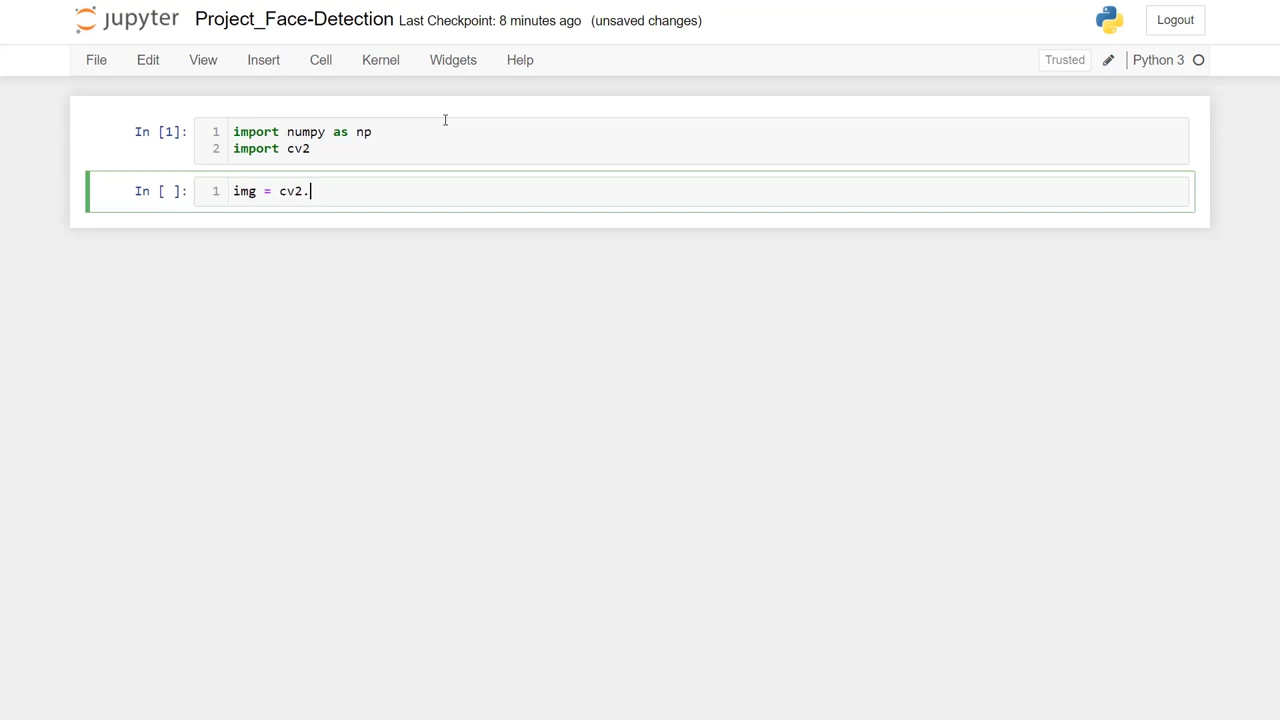 jupyter Project_Face-Detection Last Checkpoint: 8 minutes ago (unsaved changes) Logout
File Edit View Insert Cell Kernel Widgets Help Trusted Python 3
In [1]: 1 import numpy as np
2 import cv2
In [ ]: 1 img = cv2.